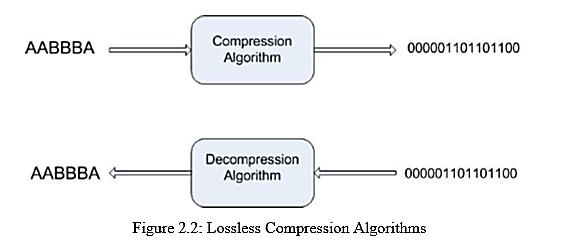 AABBBA
Compression
Algorithm
000001101101100
AABBBA
Decompression
Algorithm
000001101101100
Figure 2.2: Lossless Compression Algorithms